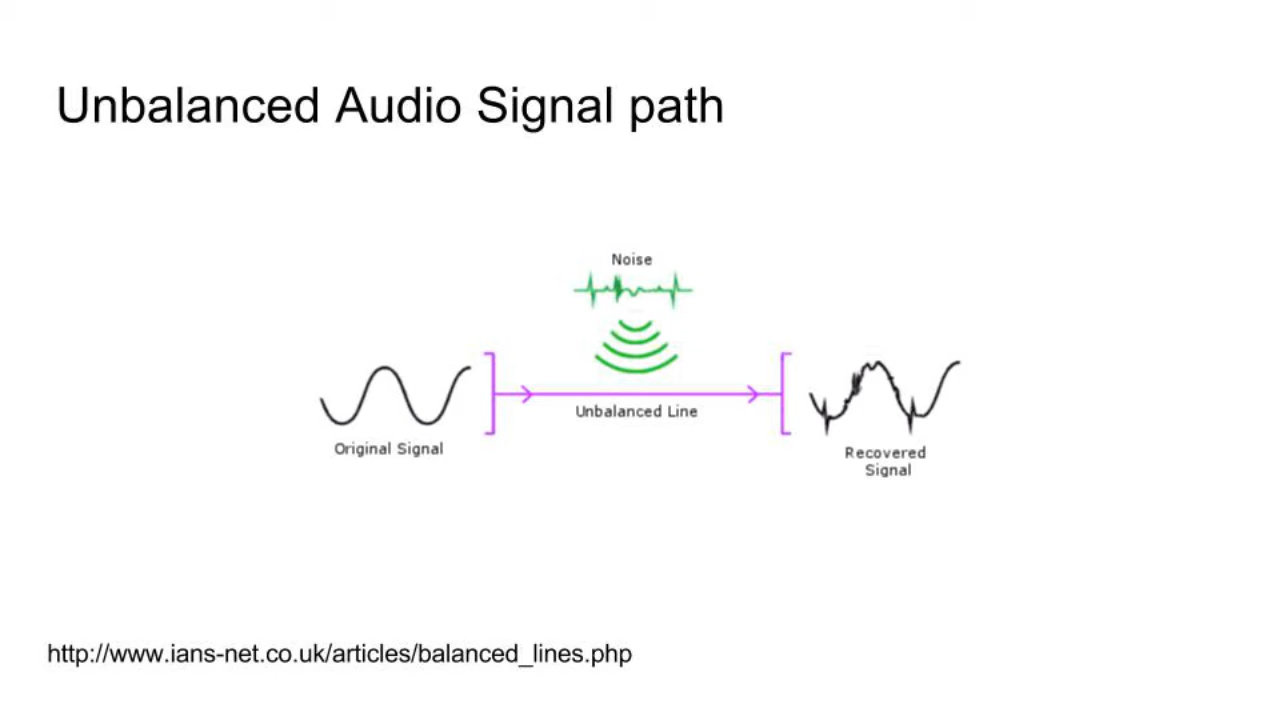 Unbalanced Audio Signal path
Noise
Unbalanced Line
Original Signal
Recovered
Signal
http://www.ians-net.co.uk/articles/balanced_lines.php